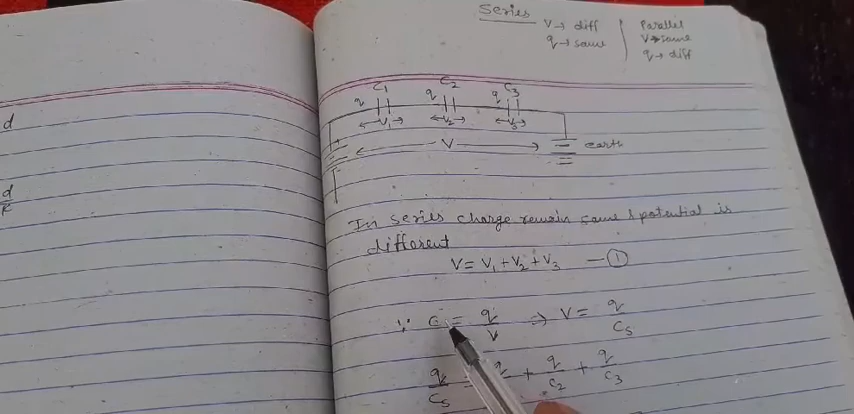 d
d/K
Series
V → diff
q → same
Parallel
V → same
q → diff
C1 C2 C3
q q q
V1 V2 V3
V
earth
In series charge remain same & potential is
different
V = V1 + V2 + V3 — ①
∵ C = q/V ⇒ V = q/Cs
q/Cs q + q/C2 + q/C3